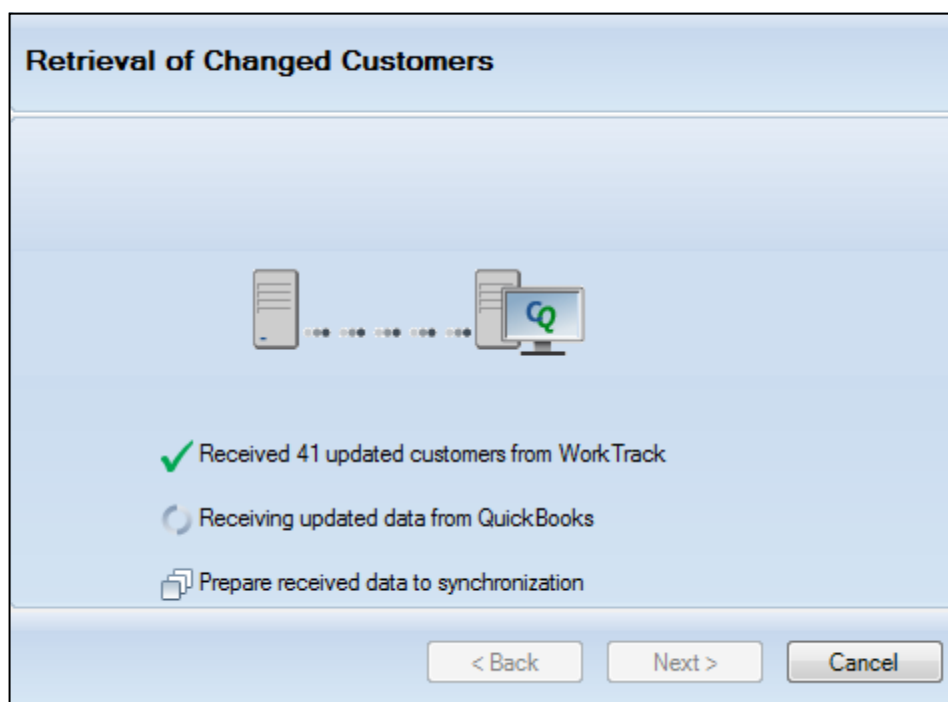 Retrieval of Changed Customers
CQ
Received 41 updated customers from WorkTrack
Receiving updated data from QuickBooks
Prepare received data to synchronization
< Back Next > Cancel